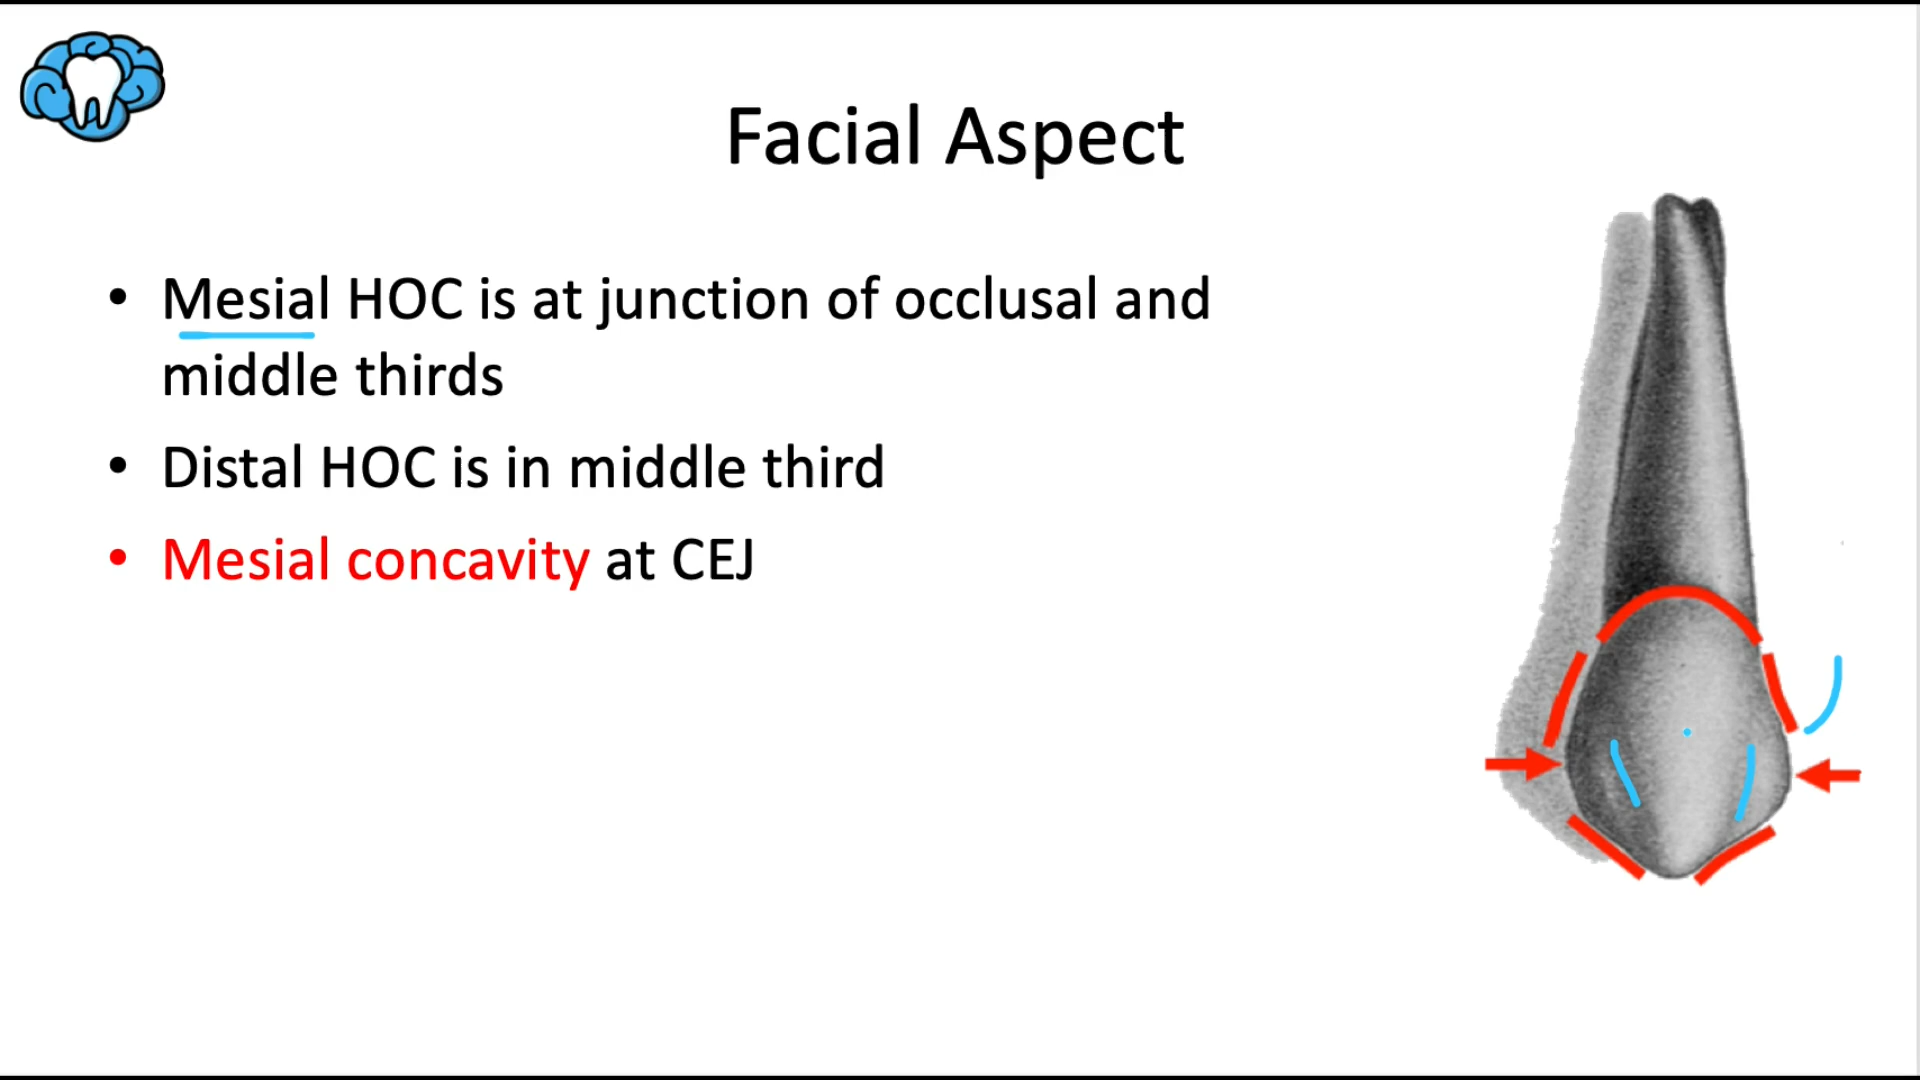 Facial Aspect
• Mesial HOC is at junction of occlusal and
middle thirds
• Distal HOC is in middle third
• Mesial concavity at CEJ